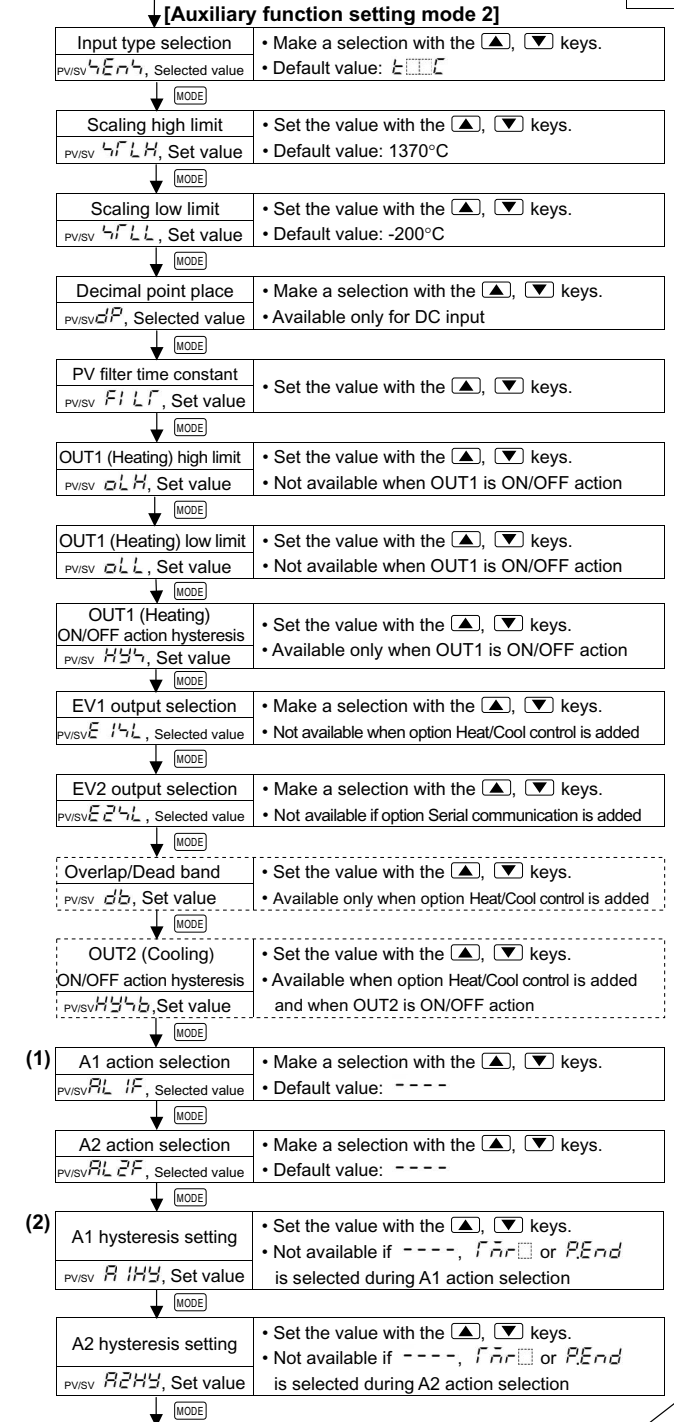 [Auxiliary function setting mode 2]
Input type selection
• Make a selection with the ▲, ▼ keys.
PV/SV SEnS, Selected value
• Default value: E C
MODE
Scaling high limit
• Set the value with the ▲, ▼ keys.
PV/SV SFLH, Set value
• Default value: 1370°C
MODE
Scaling low limit
• Set the value with the ▲, ▼ keys.
PV/SV SFLL, Set value
• Default value: -200°C
MODE
Decimal point place
• Make a selection with the ▲, ▼ keys.
PV/SV dP, Selected value
• Available only for DC input
MODE
PV filter time constant
• Set the value with the ▲, ▼ keys.
PV/SV FILT, Set value
MODE
OUT1 (Heating) high limit
• Set the value with the ▲, ▼ keys.
PV/SV oLH, Set value
• Not available when OUT1 is ON/OFF action
MODE
OUT1 (Heating) low limit
• Set the value with the ▲, ▼ keys.
PV/SV oLL, Set value
• Not available when OUT1 is ON/OFF action
MODE
OUT1 (Heating)
ON/OFF action hysteresis
• Set the value with the ▲, ▼ keys.
PV/SV HYS, Set value
• Available only when OUT1 is ON/OFF action
MODE
EV1 output selection
• Make a selection with the ▲, ▼ keys.
PV/SV E1SL, Selected value
• Not available when option Heat/Cool control is added
MODE
EV2 output selection
• Make a selection with the ▲, ▼ keys.
PV/SV E2SL, Selected value
• Not available if option Serial communication is added
MODE
Overlap/Dead band
• Set the value with the ▲, ▼ keys.
PV/SV db, Set value
• Available only when option Heat/Cool control is added
MODE
OUT2 (Cooling)
ON/OFF action hysteresis
• Set the value with the ▲, ▼ keys.
• Available when option Heat/Cool control is added
and when OUT2 is ON/OFF action
PV/SV HYSb,Set value
MODE
(1)
A1 action selection
• Make a selection with the ▲, ▼ keys.
PV/SV AL1F, Selected value
• Default value: ----
MODE
A2 action selection
• Make a selection with the ▲, ▼ keys.
PV/SV AL2F, Selected value
• Default value: ----
MODE
(2)
A1 hysteresis setting
• Set the value with the ▲, ▼ keys.
• Not available if ----, or P.End
is selected during A1 action selection
PV/SV A1HY, Set value
MODE
A2 hysteresis setting
• Set the value with the ▲, ▼ keys.
• Not available if ----, or P.End
is selected during A2 action selection
PV/SV A2HY, Set value
MODE